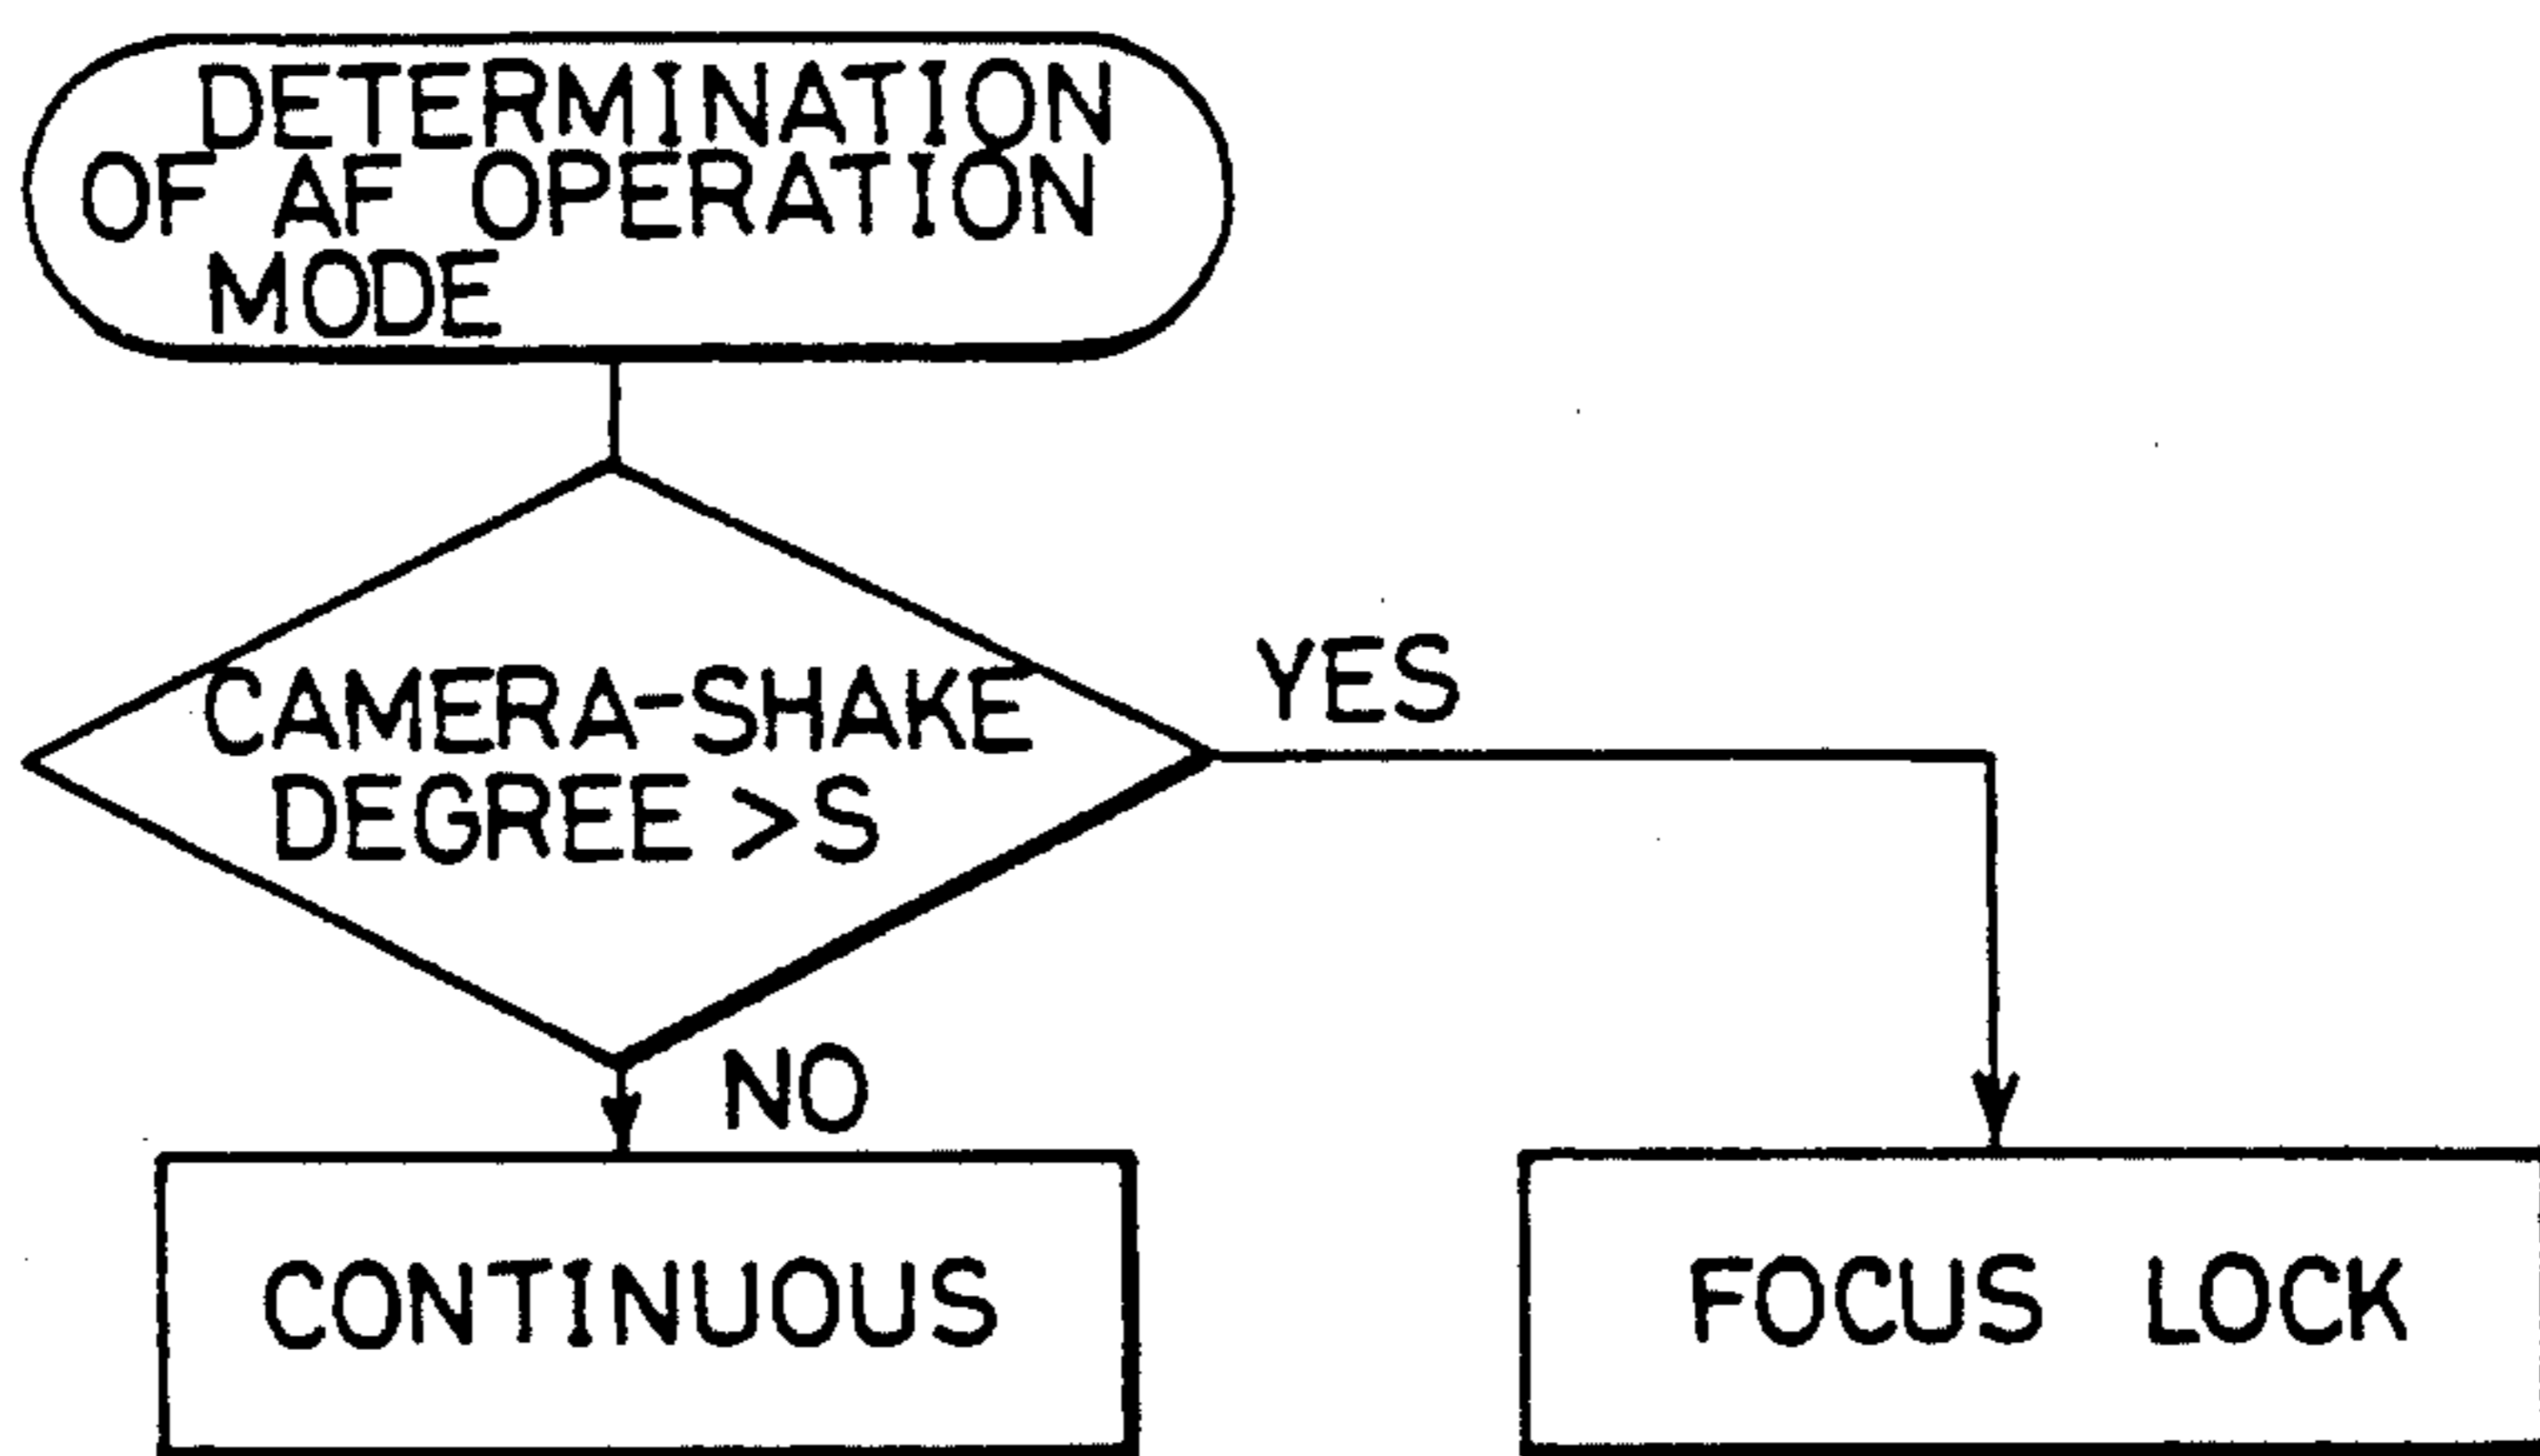 DETERMINATION
OF AF OPERATION
MODE
CAMERA-SHAKE
DEGREE >S
YES
NO
CONTINUOUS
FOCUS LOCK